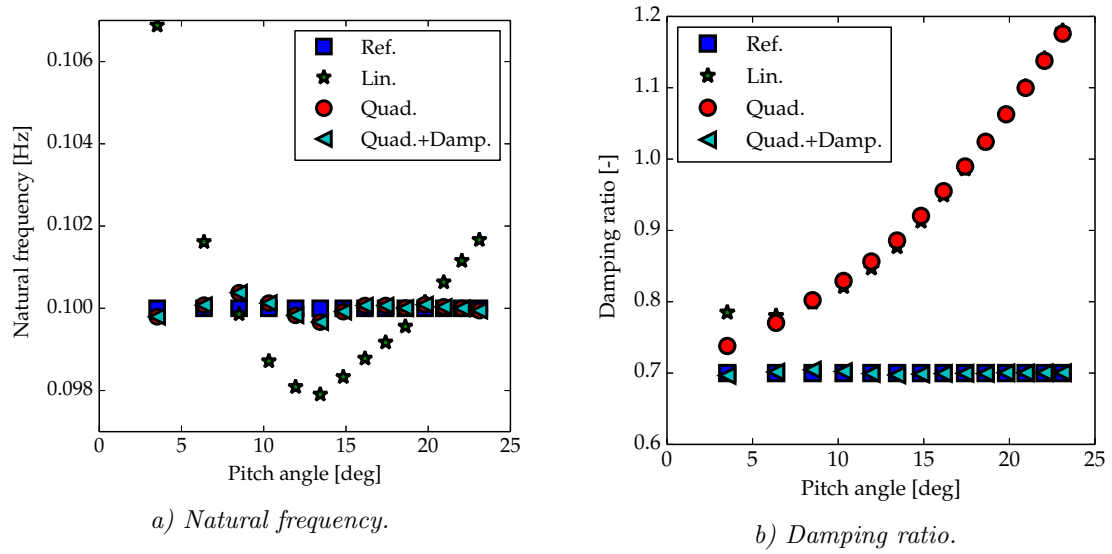 0.106
0.104
0.102
0.100
0.098
Natural frequency [Hz]
Ref.
Lin.
Quad.
Quad.+Damp.
0 5 10 15 20 25
Pitch angle [deg]
a) Natural frequency.
1.2
1.1
1.0
0.9
0.8
0.7
0.6
Damping ratio [-]
Ref.
Lin.
Quad.
Quad.+Damp.
0 5 10 15 20 25
Pitch angle [deg]
b) Damping ratio.